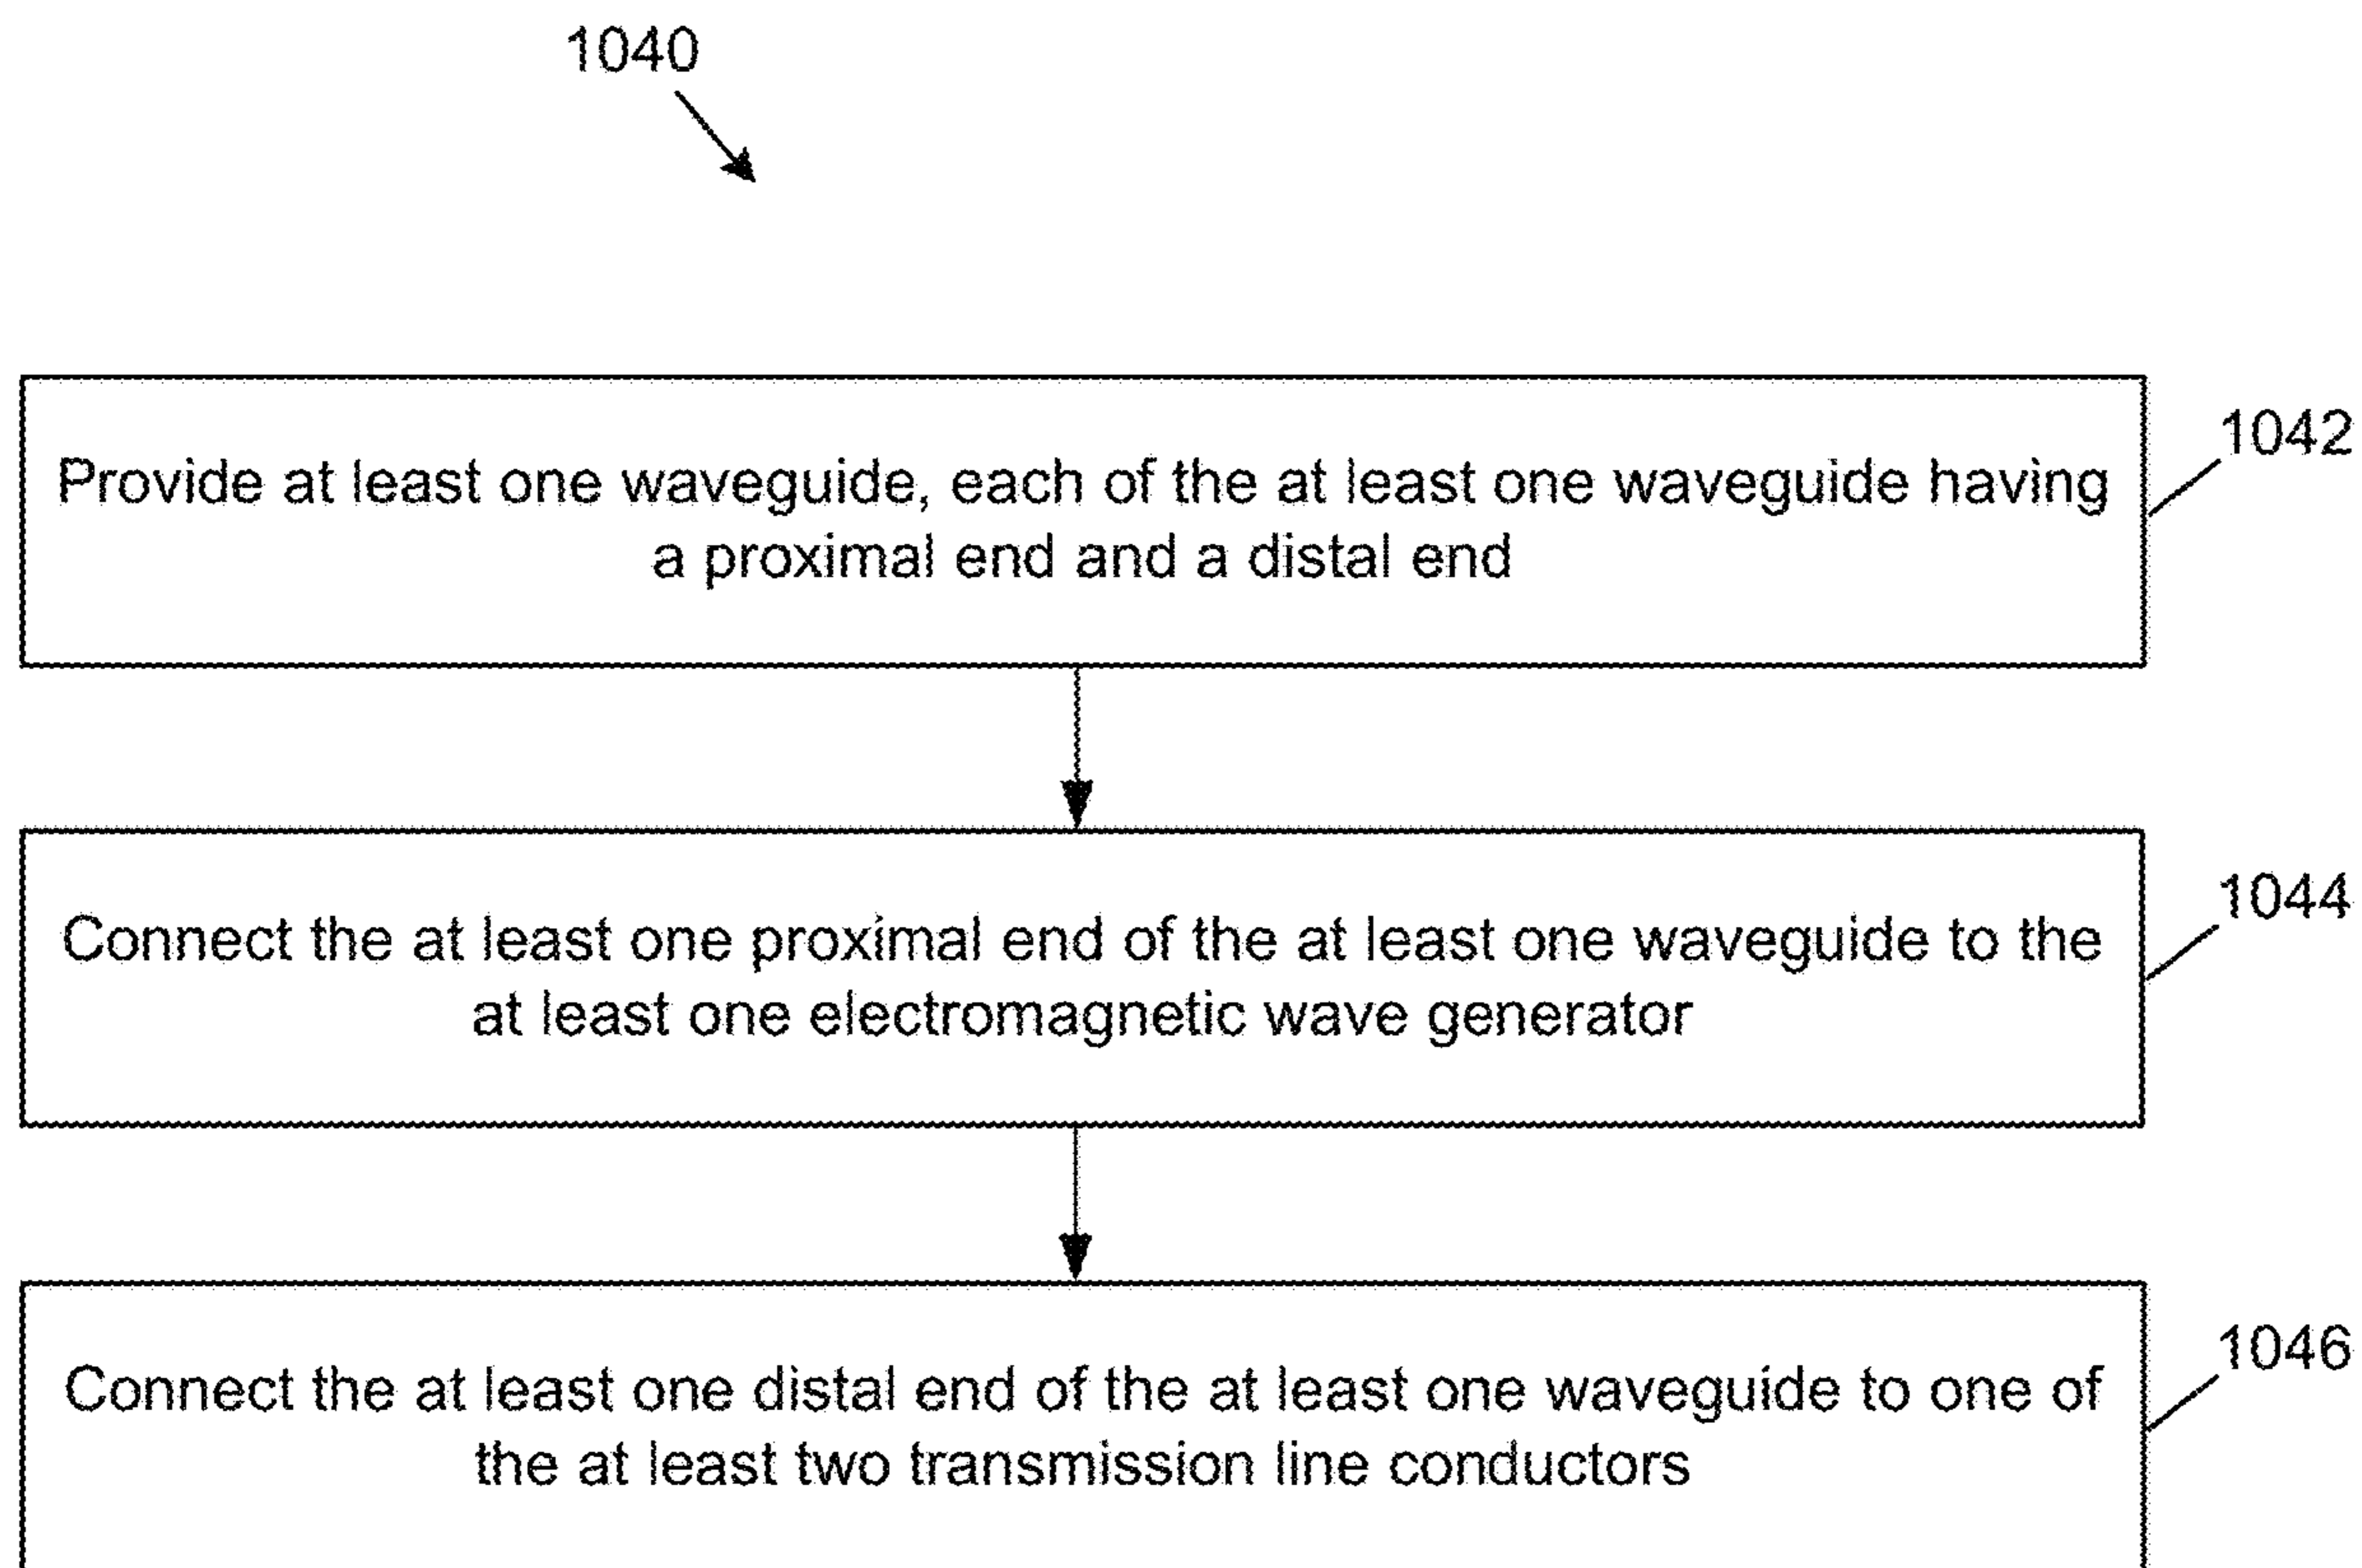 1040
Provide at least one waveguide, each of the at least one waveguide having
a proximal end and a distal end
1042
Connect the at least one proximal end of the at least one waveguide to the
at least one electromagnetic wave generator
1044
Connect the at least one distal end of the at least one waveguide to one of
the at least two transmission line conductors
1046